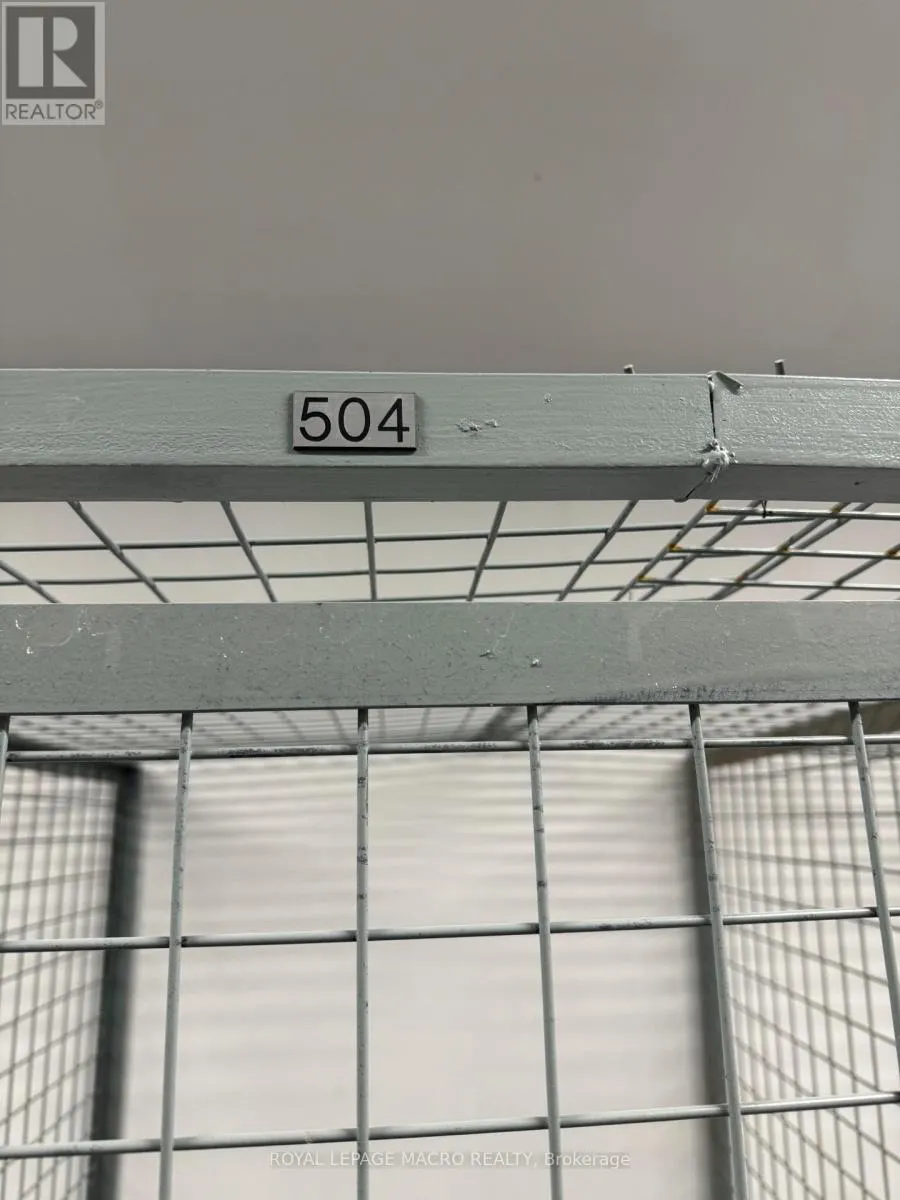 R
REALTOR®
504
ROYAL LEPAGE MACRO REALTY, Brokerage